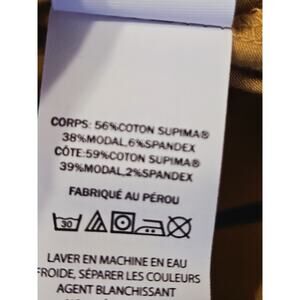 CORPS: 56%COTON SUPIMA®
38%MODAL,6%SPANDEX
CÔTE:59%COTON SUPIMA®
39%MODAL,2%SPANDEX
FABRIQUÉ AU PÉROU
30
LAVER EN MACHINE EN EAU
FROIDE, SÉPARER LES COULEURS
AGENT BLANCHISSANT